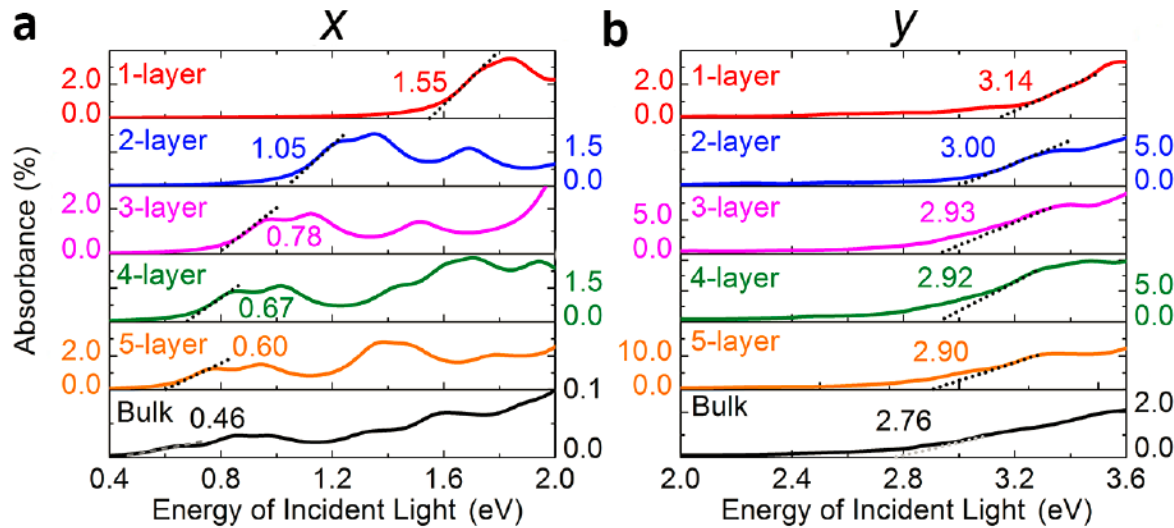 a
x
Absorbance (%)
1-layer
1.55
2.0
0.0
2-layer
1.05
1.5
0.0
3-layer
0.78
2.0
0.0
4-layer
0.67
1.5
0.0
5-layer
0.60
2.0
0.0
Bulk
0.46
0.1
0.0
0.4 0.8 1.2 1.6 2.0
Energy of Incident Light (eV)
b
y
1-layer
3.14
2.0
0.0
2-layer
3.00
5.0
0.0
3-layer
2.93
5.0
0.0
4-layer
2.92
5.0
0.0
5-layer
2.90
10.0
0.0
Bulk
2.76
2.0
0.0
2.0 2.4 2.8 3.2 3.6
Energy of Incident Light (eV)